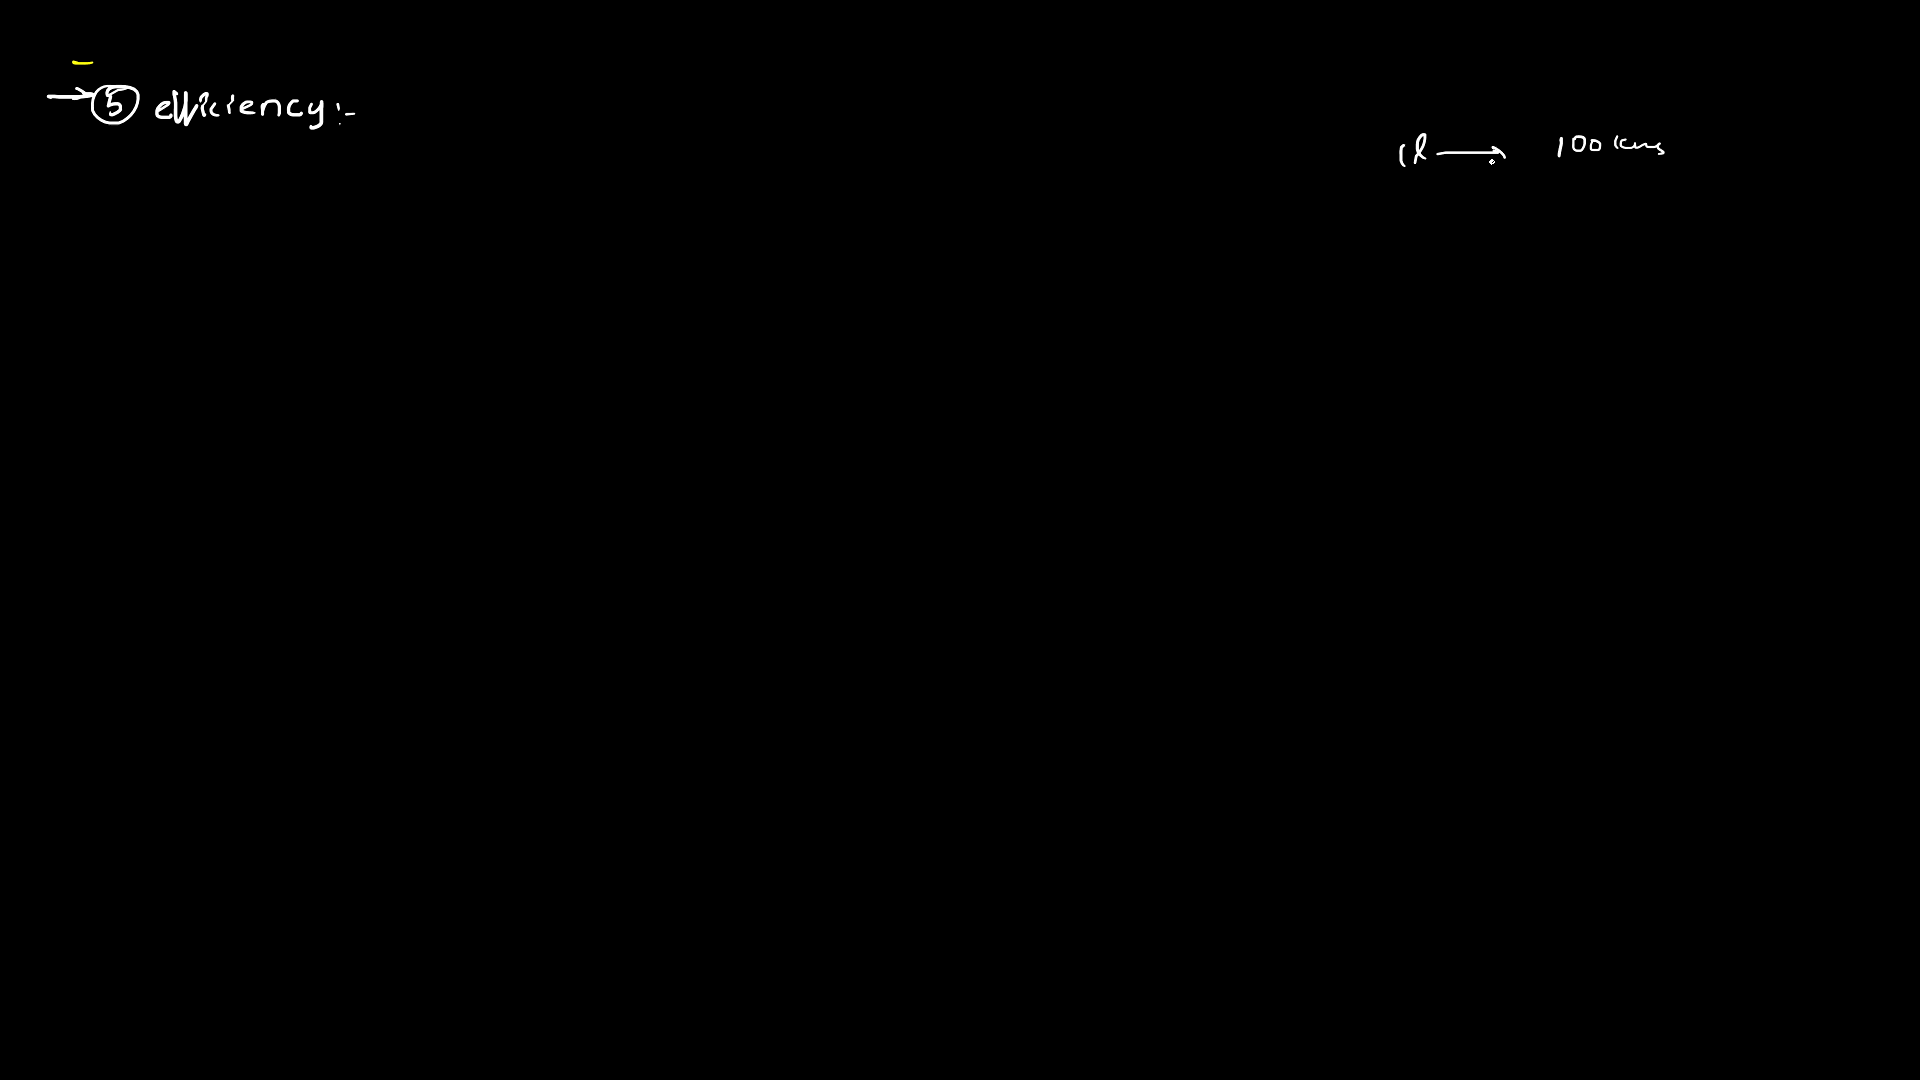 → ⑤ efficiency :-
1l → 100 kms